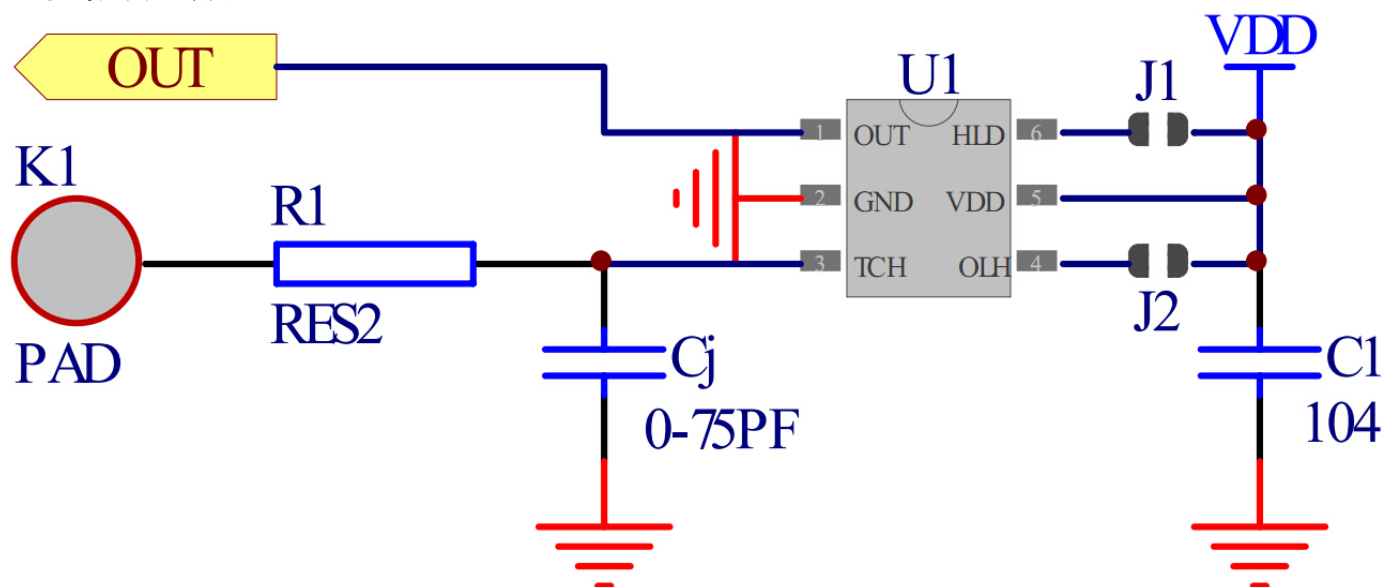 OUT
VDD
U1
J1
1 OUT HLD 6
K1
R1
2 GND VDD 5
3 TCH OLH 4
RES2
J2
PAD
Cj
C1
0-75PF
104